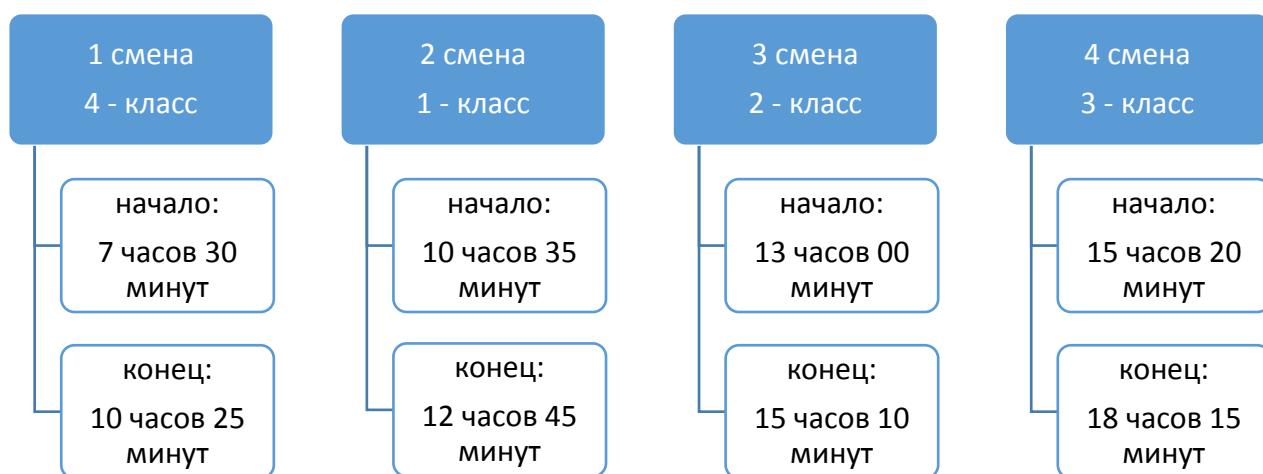 1 смена
4 - класс
начало:
7 часов 30
минут
конец:
10 часов 25
минут
2 смена
1 - класс
начало:
10 часов 35
минут
конец:
12 часов 45
минут
3 смена
2 - класс
начало:
13 часов 00
минут
конец:
15 часов 10
минут
4 смена
3 - класс
начало:
15 часов 20
минут
конец:
18 часов 15
минут